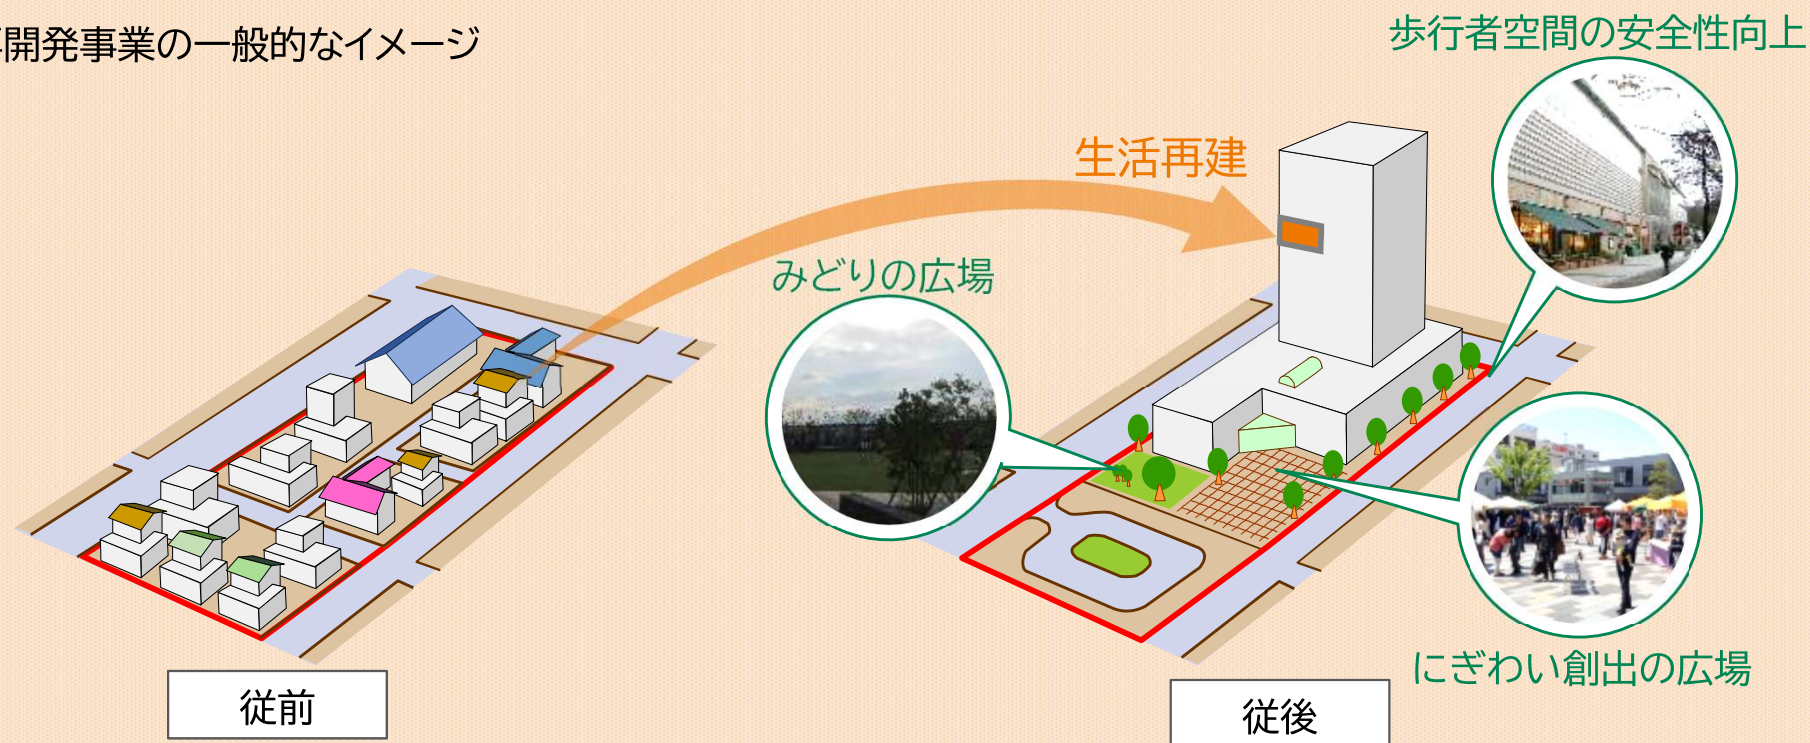 開発事業の一般的なイメージ
歩行者空間の安全性向上
生活再建
みどりの広場
にぎわい創出の広場
従前
従後